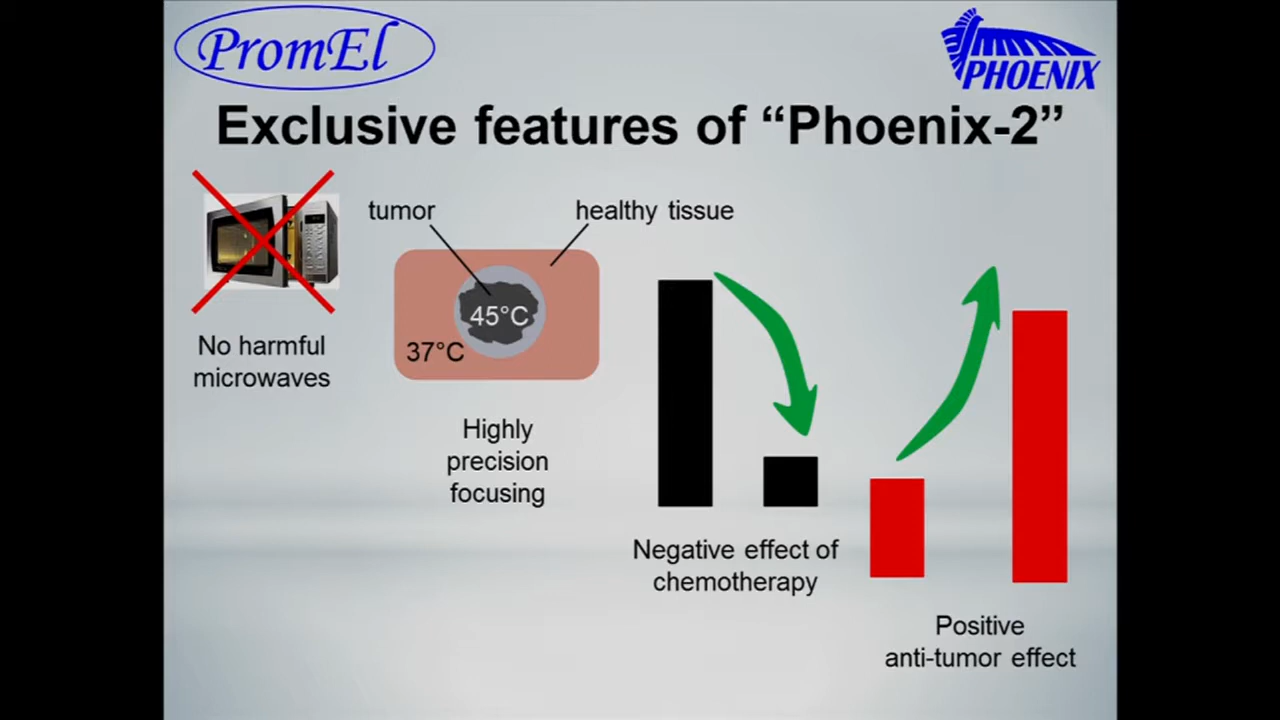 PromEl
PHOENIX
Exclusive features of “Phoenix-2”
tumor
healthy tissue
45°C
37°C
No harmful
microwaves
Highly
precision
focusing
Negative effect of
chemotherapy
Positive
anti-tumor effect